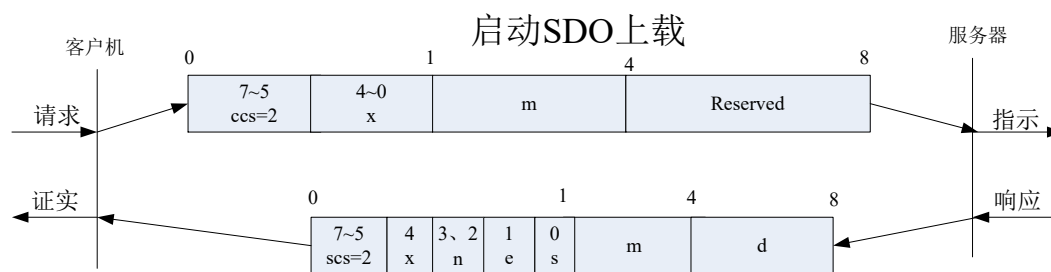 启动SDO上载
客户机
服务器
0 1 4 8
7~5
ccs=2
4~0
x
m
Reserved
请求
指示
证实
响应
0 1 4 8
7~5
scs=2
4
x
3、2
n
1
e
0
s
m
d